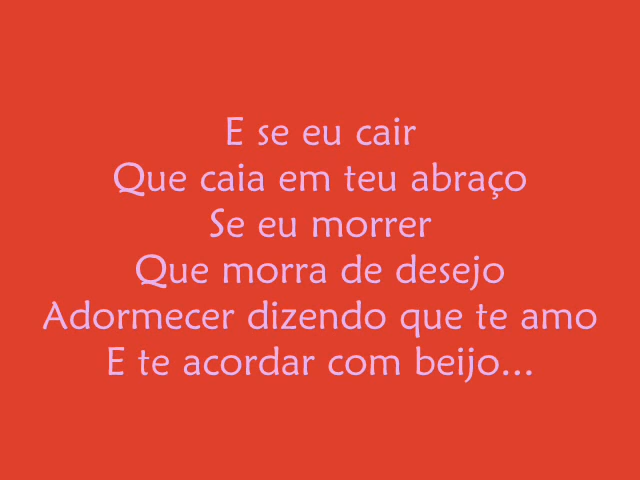 E se eu cair
Que caia em teu abraço
Se eu morrer
Que morra de desejo
Adormecer dizendo que te amo
E te acordar com beijo...